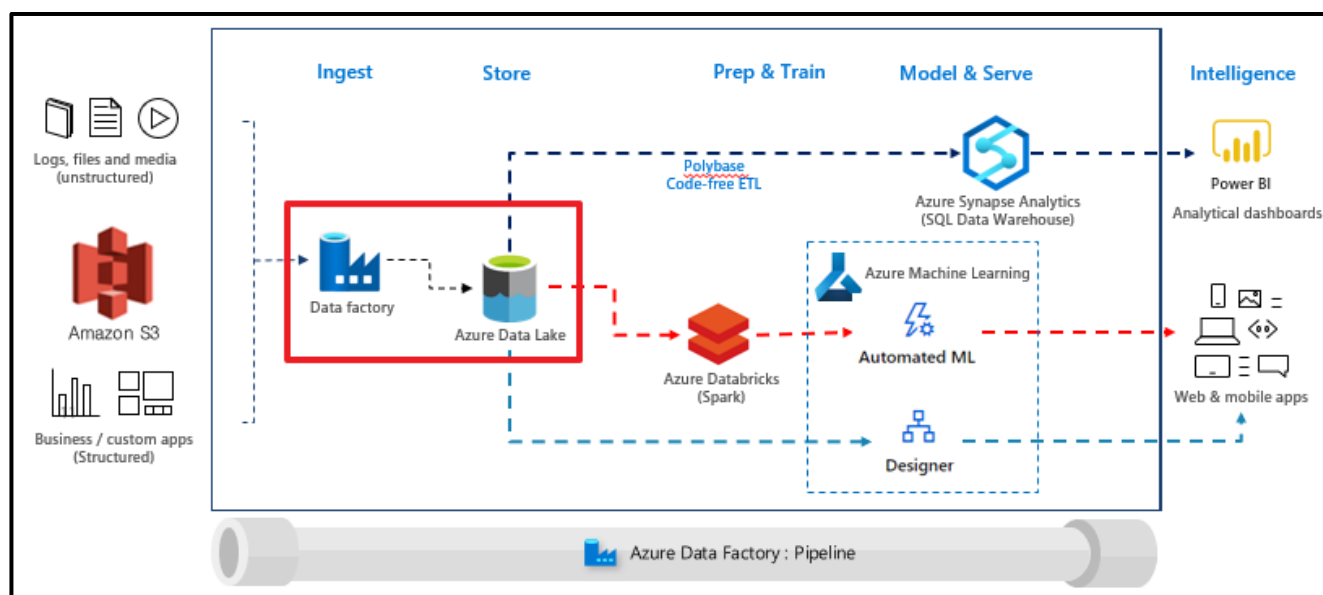 Ingest
Store
Prep & Train
Model & Serve
Intelligence
Logs, files and media
(unstructured)
Polybase
Code-free ETL
Azure Synapse Analytics
(SQL Data Warehouse)
Power BI
Analytical dashboards
Amazon S3
Data factory
Azure Data Lake
Azure Databricks
(Spark)
Azure Machine Learning
Automated ML
Designer
Web & mobile apps
Business / custom apps
(Structured)
Azure Data Factory : Pipeline